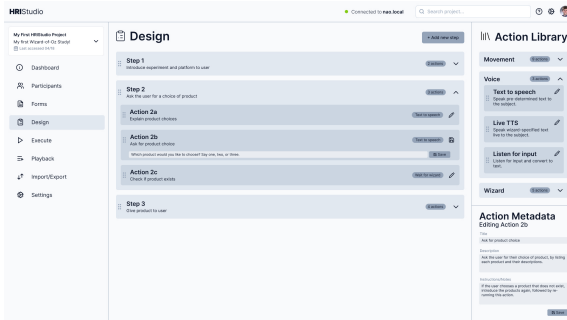 HRIStudio
Connected to nao.local
Search project...
My First HRIStudio Project
My first Wizard-of-Oz Study!
Last accessed 04/16
Dashboard
Participants
Forms
Design
Execute
Playback
Import/Export
Settings
Design
+ Add new step
Step 1
Introduce experiment and platform to user
Step 2
Ask the user for a choice of product
Action 2a
Explain product choices
Text to speech
Action 2b
Ask for product choice
Text to speech
Which product would you like to choose? Say one, two, or three.
Save
Action 2c
Check if product exists
Wait for wizard
Step 3
Give product to user
Action Library
Movement
Voice
Text to speech
Speak pre-determined text to
the subject.
Live TTS
Speak wizard-specified text
live to the subject.
Listen for input
Listen for input and convert to
text.
Wizard
Action Metadata
Editing Action 2b
Title
Ask for product choice
Description
Ask the user for their choice of product, by listing
each product and their descriptions.
Instructions/Notes
If the user chooses a product that does not exist,
introduce the products again, followed by re-
running this action.
Save